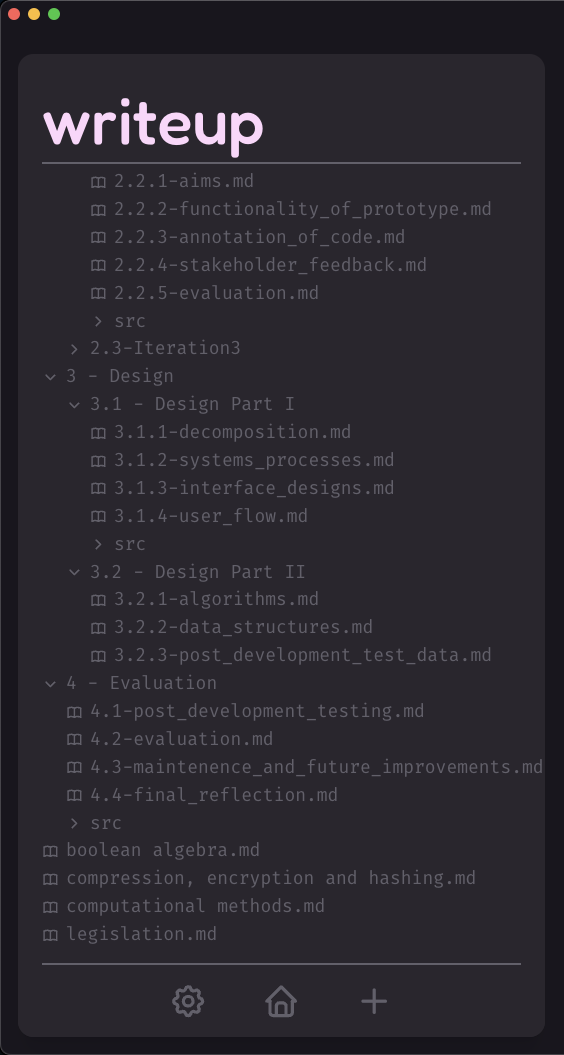 writeup
2.2.1-aims.md
2.2.2-functionality_of_prototype.md
2.2.3-annotation_of_code.md
2.2.4-stakeholder_feedback.md
2.2.5-evaluation.md
src
2.3-Iteration3
3 - Design
3.1 - Design Part I
3.1.1-decomposition.md
3.1.2-systems_processes.md
3.1.3-interface_designs.md
3.1.4-user_flow.md
src
3.2 - Design Part II
3.2.1-algorithms.md
3.2.2-data_structures.md
3.2.3-post_development_test_data.md
4 - Evaluation
4.1-post_development_testing.md
4.2-evaluation.md
4.3-maintenence_and_future_improvements.md
4.4-final_reflection.md
src
boolean algebra.md
compression, encryption and hashing.md
computational methods.md
legislation.md